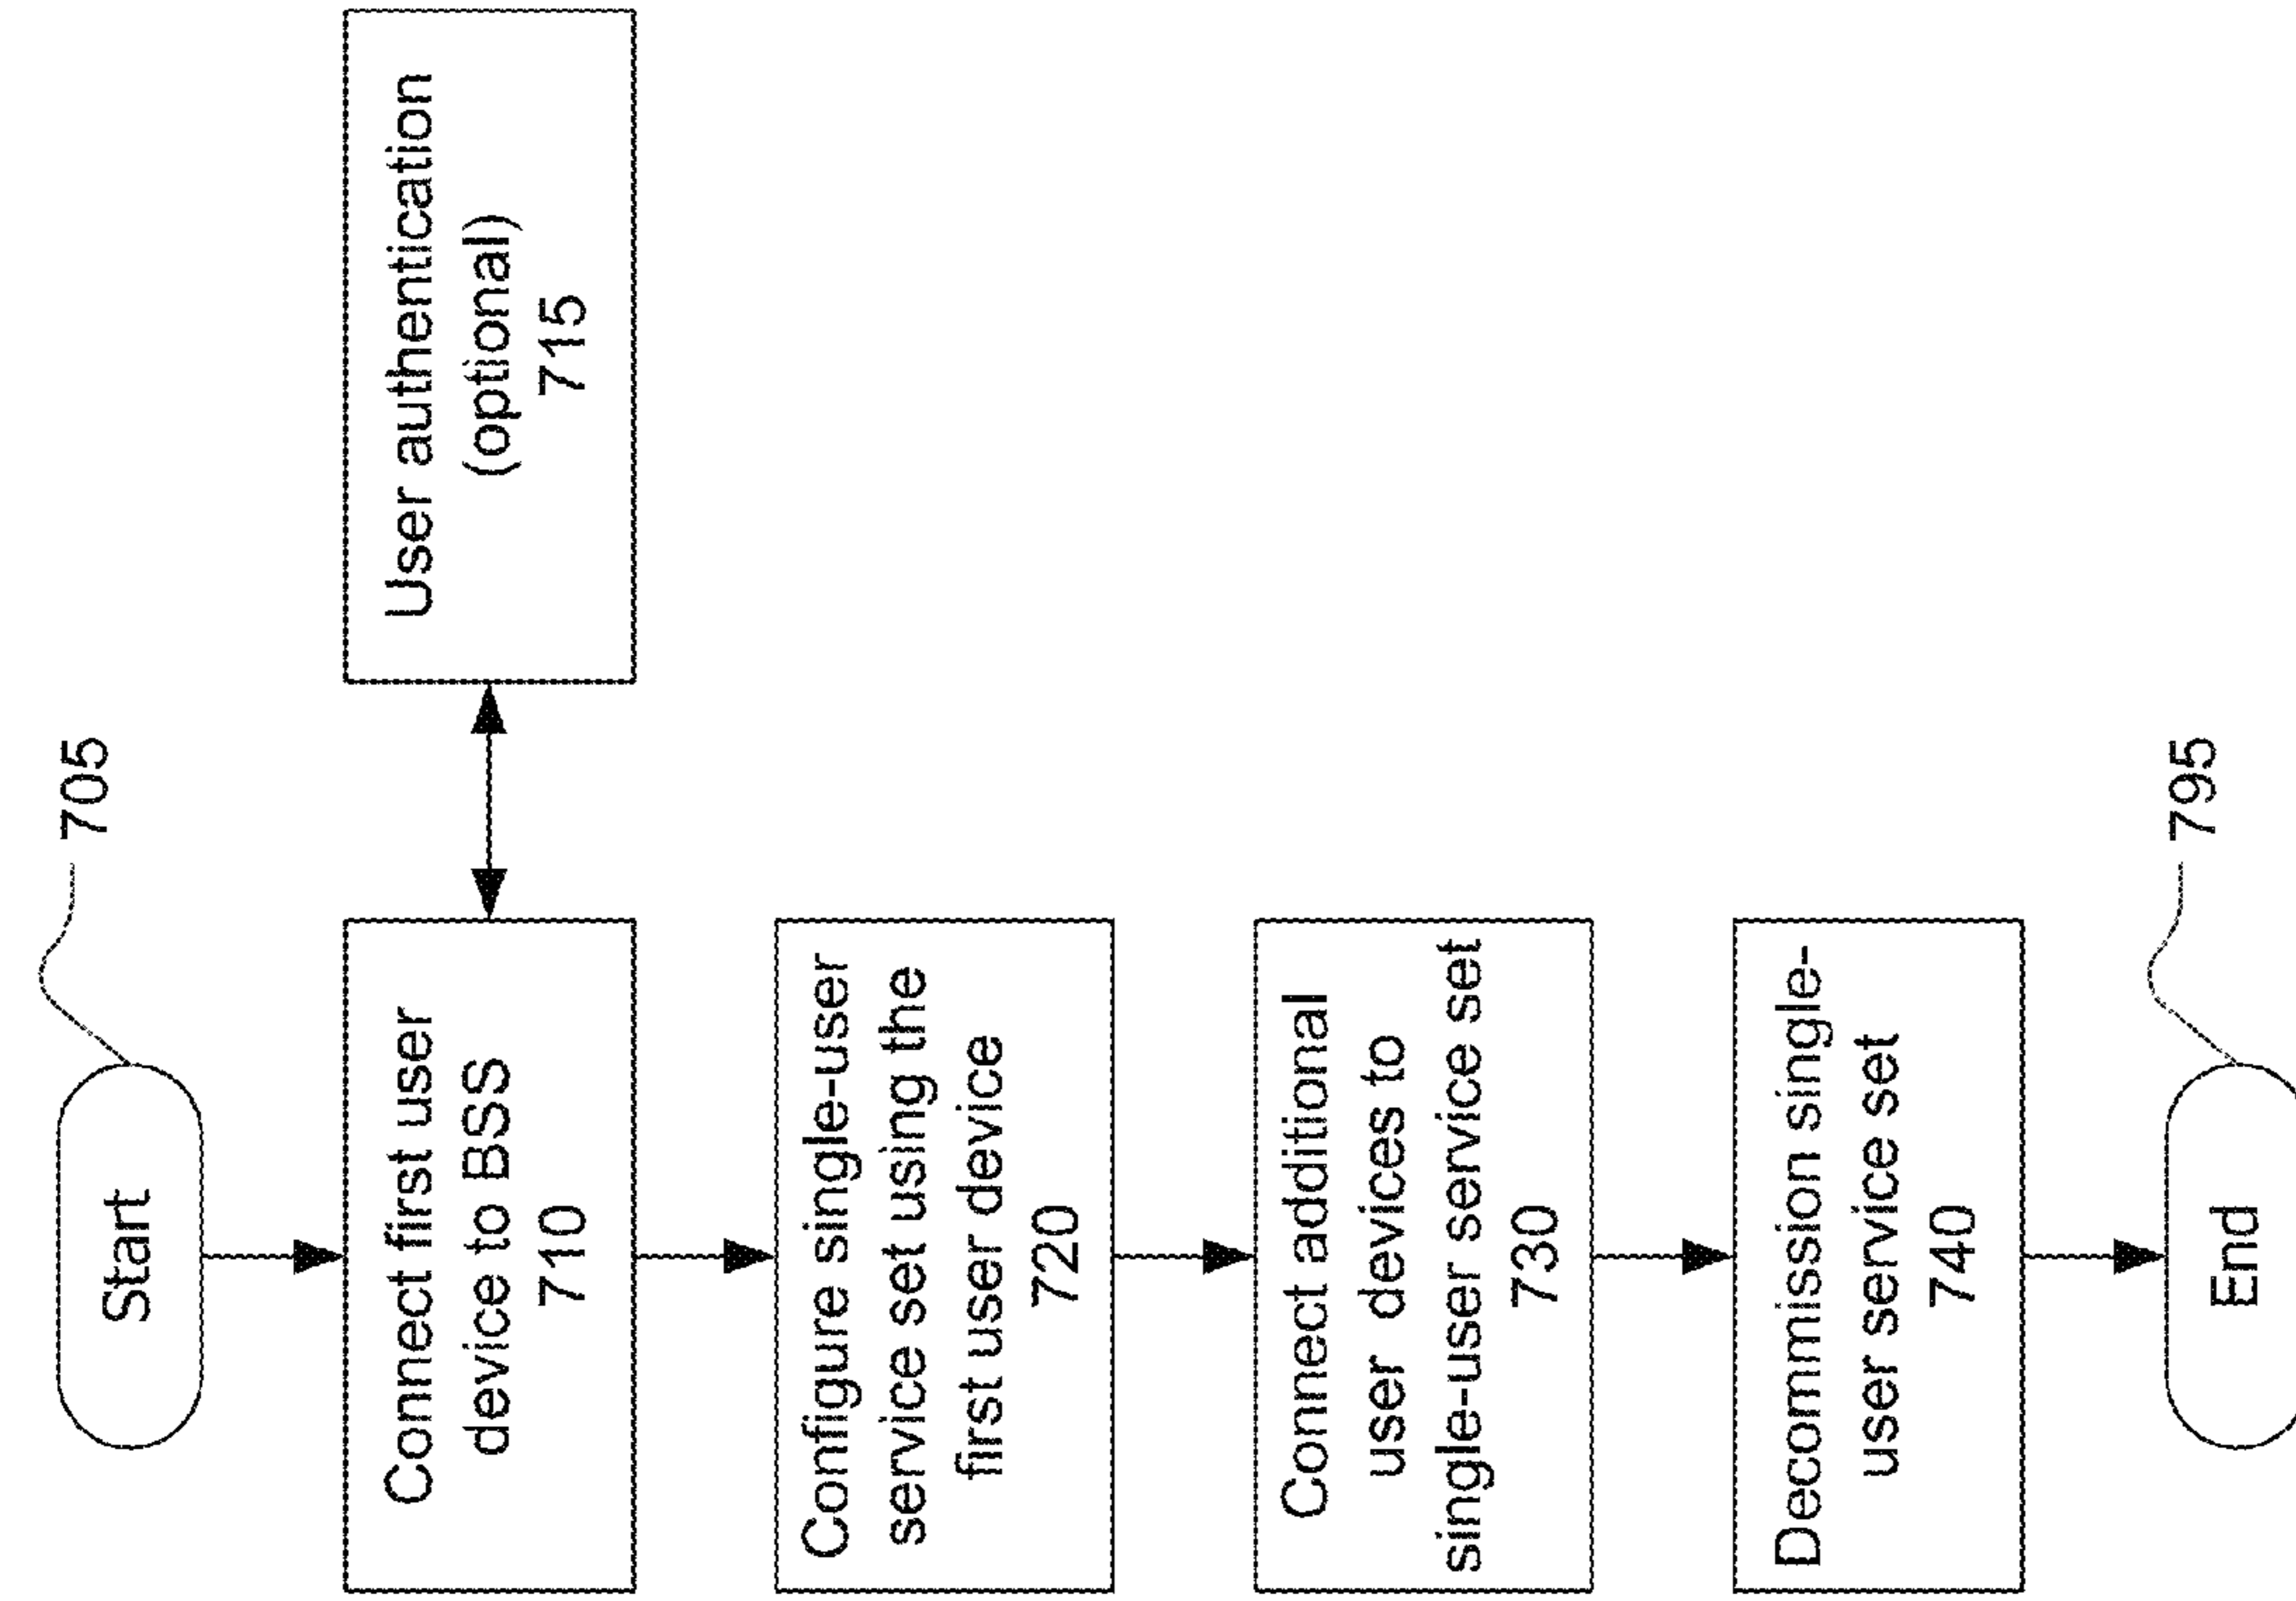 Start
705
Connect first user
device to BSS
710
User authentication
(optional)
715
Configure single-user
service set using the
first user device
720
Connect additional
user devices to
single-user service set
730
Decommission single-
user service set
740
End
795